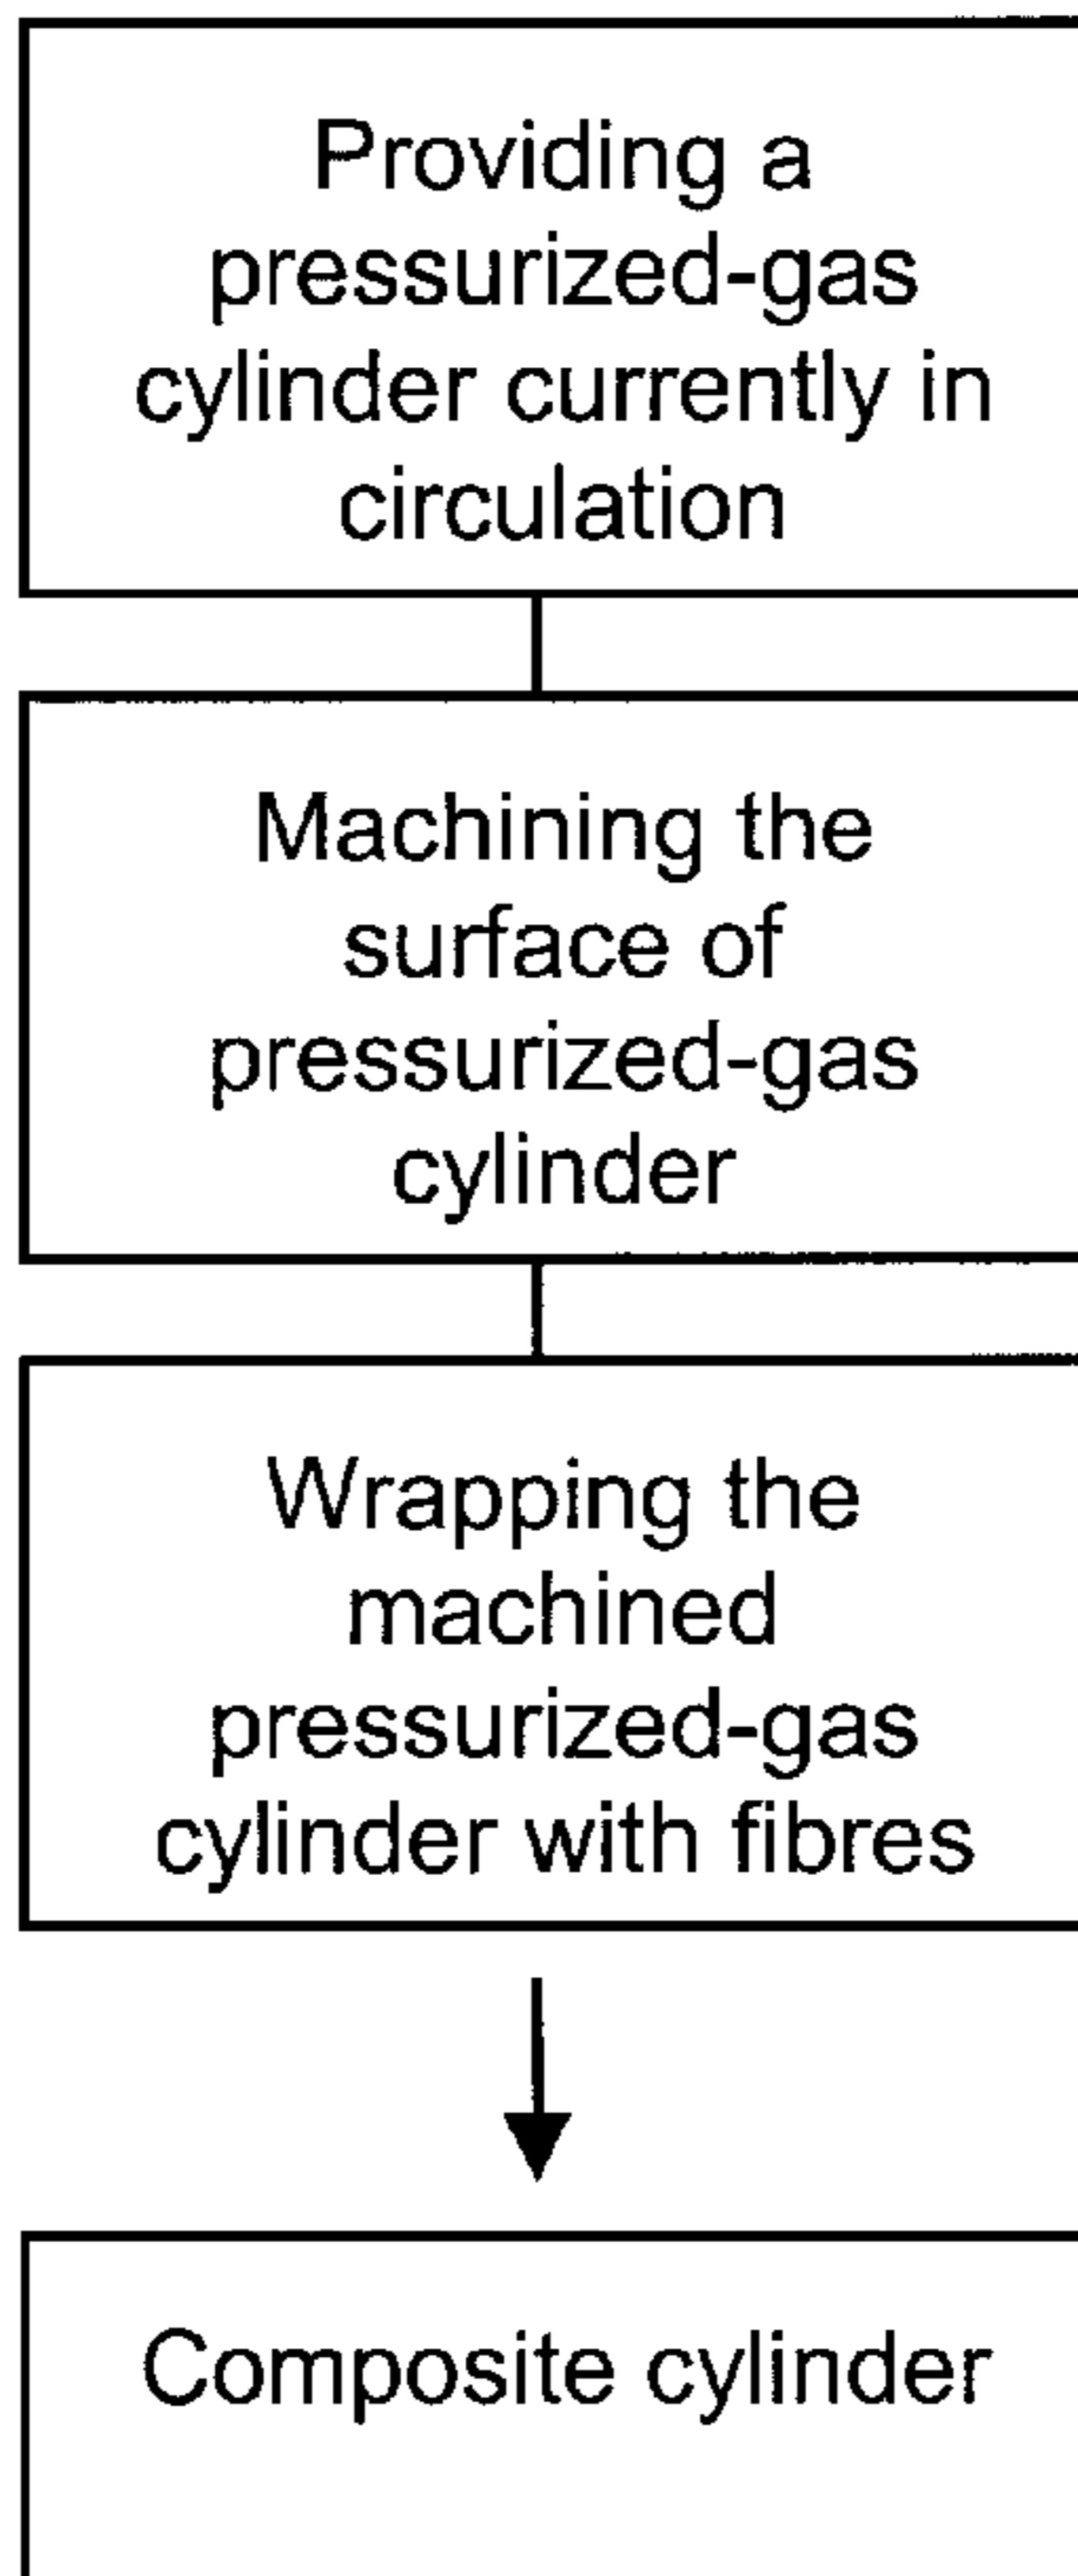 Providing a
pressurized-gas
cylinder currently in
circulation
Machining the
surface of
pressurized-gas
cylinder
Wrapping the
machined
pressurized-gas
cylinder with fibres
Composite cylinder